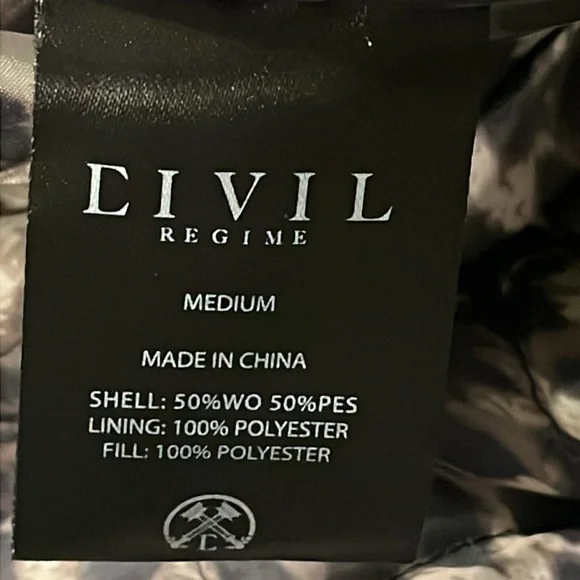 CIVIL
REGIME
MEDIUM
MADE IN CHINA
SHELL: 50%WO 50%PES
LINING: 100% POLYESTER
FILL: 100% POLYESTER
C